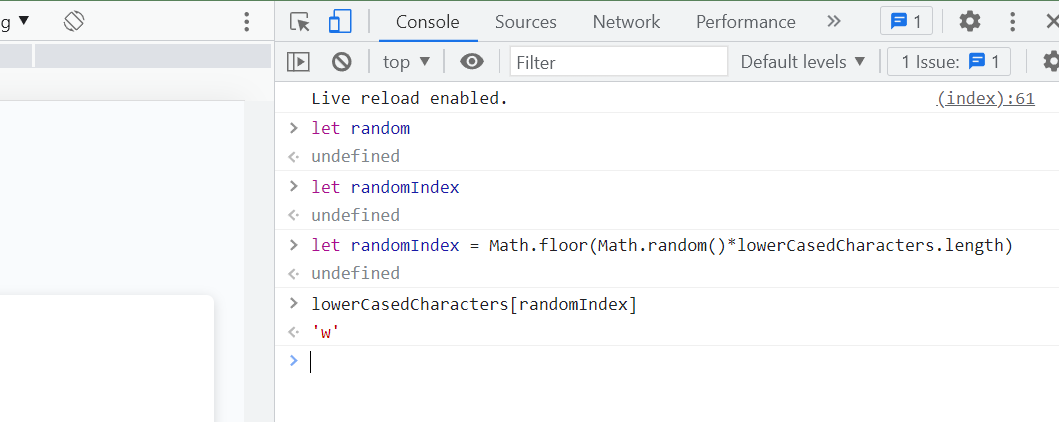 g
Console Sources Network Performance 1
top Filter Default levels 1 Issue: 1
Live reload enabled. (index):61
let random
undefined
let randomIndex
undefined
let randomIndex = Math.floor(Math.random()*lowerCasedCharacters.length)
undefined
lowerCasedCharacters[randomIndex]
'w'